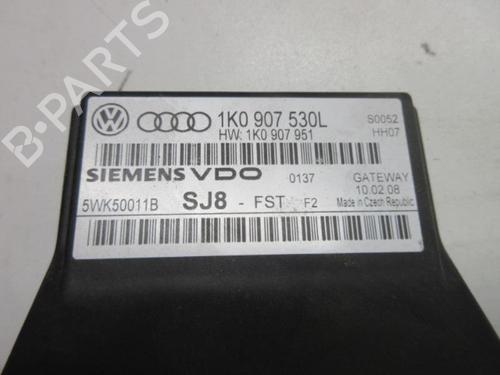 1K0 907 530L S0052
HW: 1K0 907 951 HH07
SIEMENS VDO 0137 GATEWAY
10.02.08
5WK50011B SJ8 - FST F2 Made in Czech Republic
B-PARTS